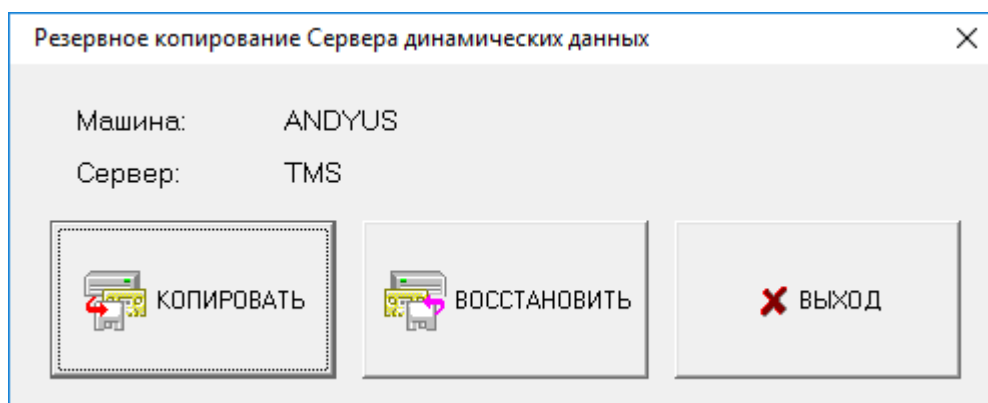 Резервное копирование Сервера динамических данных
Машина: ANDYUS
Сервер: TMS
КОПИРОВАТЬ ВОССТАНОВИТЬ ВЫХОД